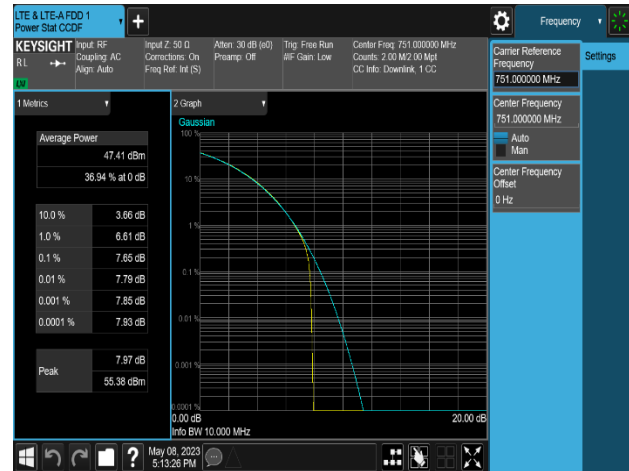 LTE & LTE-A FDD 1
Power Stat CCDF
Frequency
KEYSIGHT
Input: RF
Input Z: 50 Ω
Atten: 30 dB (e0)
Trig: Free Run
Center Freq: 751.000000 MHz
R L
Coupling: AC
Corrections: On
Preamp: Off
#IF Gain: Low
Counts: 2.00 M/2.00 Mpt
Align: Auto
Freq Ref: Int (S)
CC Info: Downlink, 1 CC
Carrier Reference
Frequency
751.000000 MHz
Settings
Center Frequency
751.000000 MHz
Auto
Man
Center Frequency
Offset
0 Hz
1 Metrics
Average Power
47.41 dBm
36.94 % at 0 dB
10.0 % 3.66 dB
1.0 % 6.61 dB
0.1 % 7.65 dB
0.01 % 7.79 dB
0.001 % 7.85 dB
0.0001 % 7.93 dB
Peak
7.97 dB
55.38 dBm
2 Graph
Gaussian
100 %
10 %
1 %
0.1 %
0.01 %
0.001 %
0.0001 %
0.00 dB
20.00 dB
Info BW 10.000 MHz
May 08, 2023
5:13:26 PM